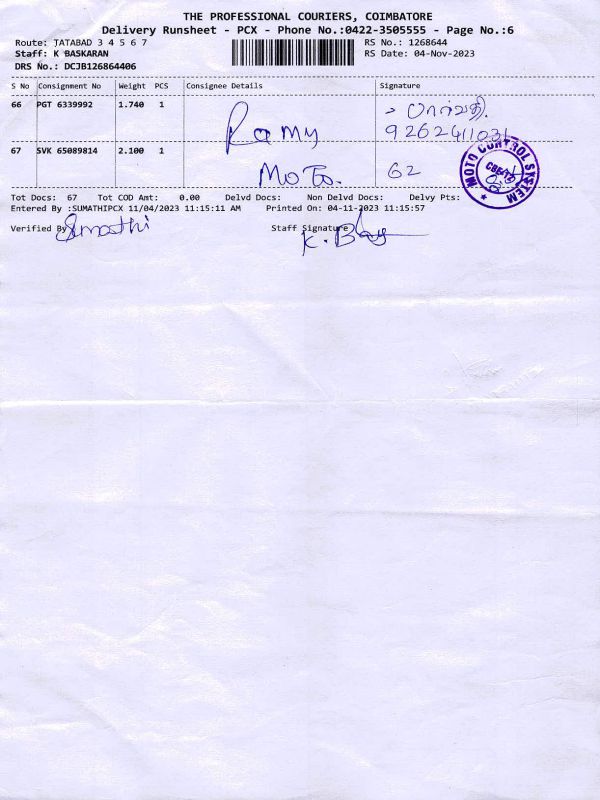 THE PROFESSIONAL COURIERS, COIMBATORE
Delivery Runsheet - PCX - Phone No.:0422-3505555 - Page No.:6
Route: JATABAD 3 4 5 6 7 RS No.: 1268644
Staff: K BASKARAN RS Date: 04-Nov-2023
DRS No.: DCJB126864406
S No Consignment No Weight PCS Consignee Details Signature
66 PGT 6339992 1.740 1 Ramy பார்வதி
9262411031
67 SVK 65089814 2.100 1 Moto. 62
MOTO CONTROL SYSTEM
Tot Docs: 67 Tot COD Amt: 0.00 Delvd Docs: Non Delvd Docs: Delvy Pts:
Entered By :SUMATHIPCX 11/04/2023 11:15:11 AM Printed On: 04-11-2023 11:15:57
Verified By Sumathi Staff Signature K. Bas